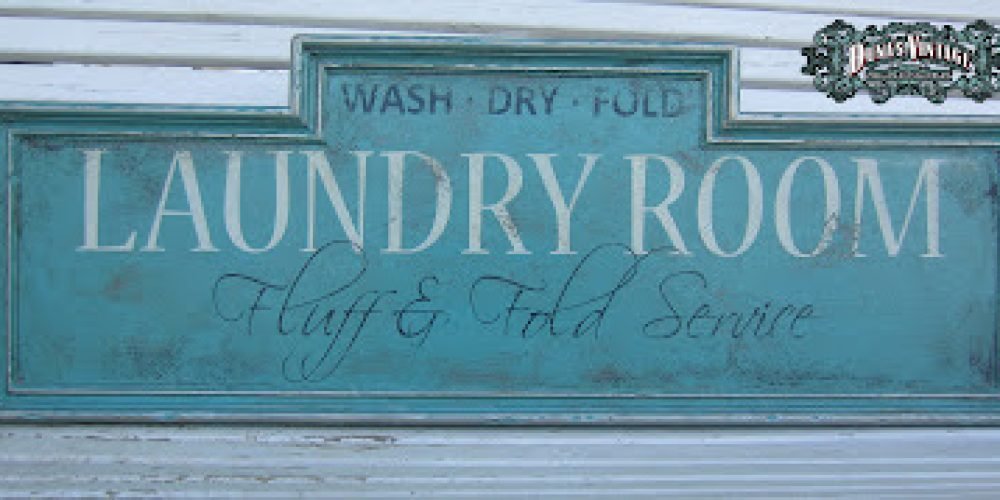 WASH · DRY · FOLD
LAUNDRY ROOM
Fluff & Fold Service